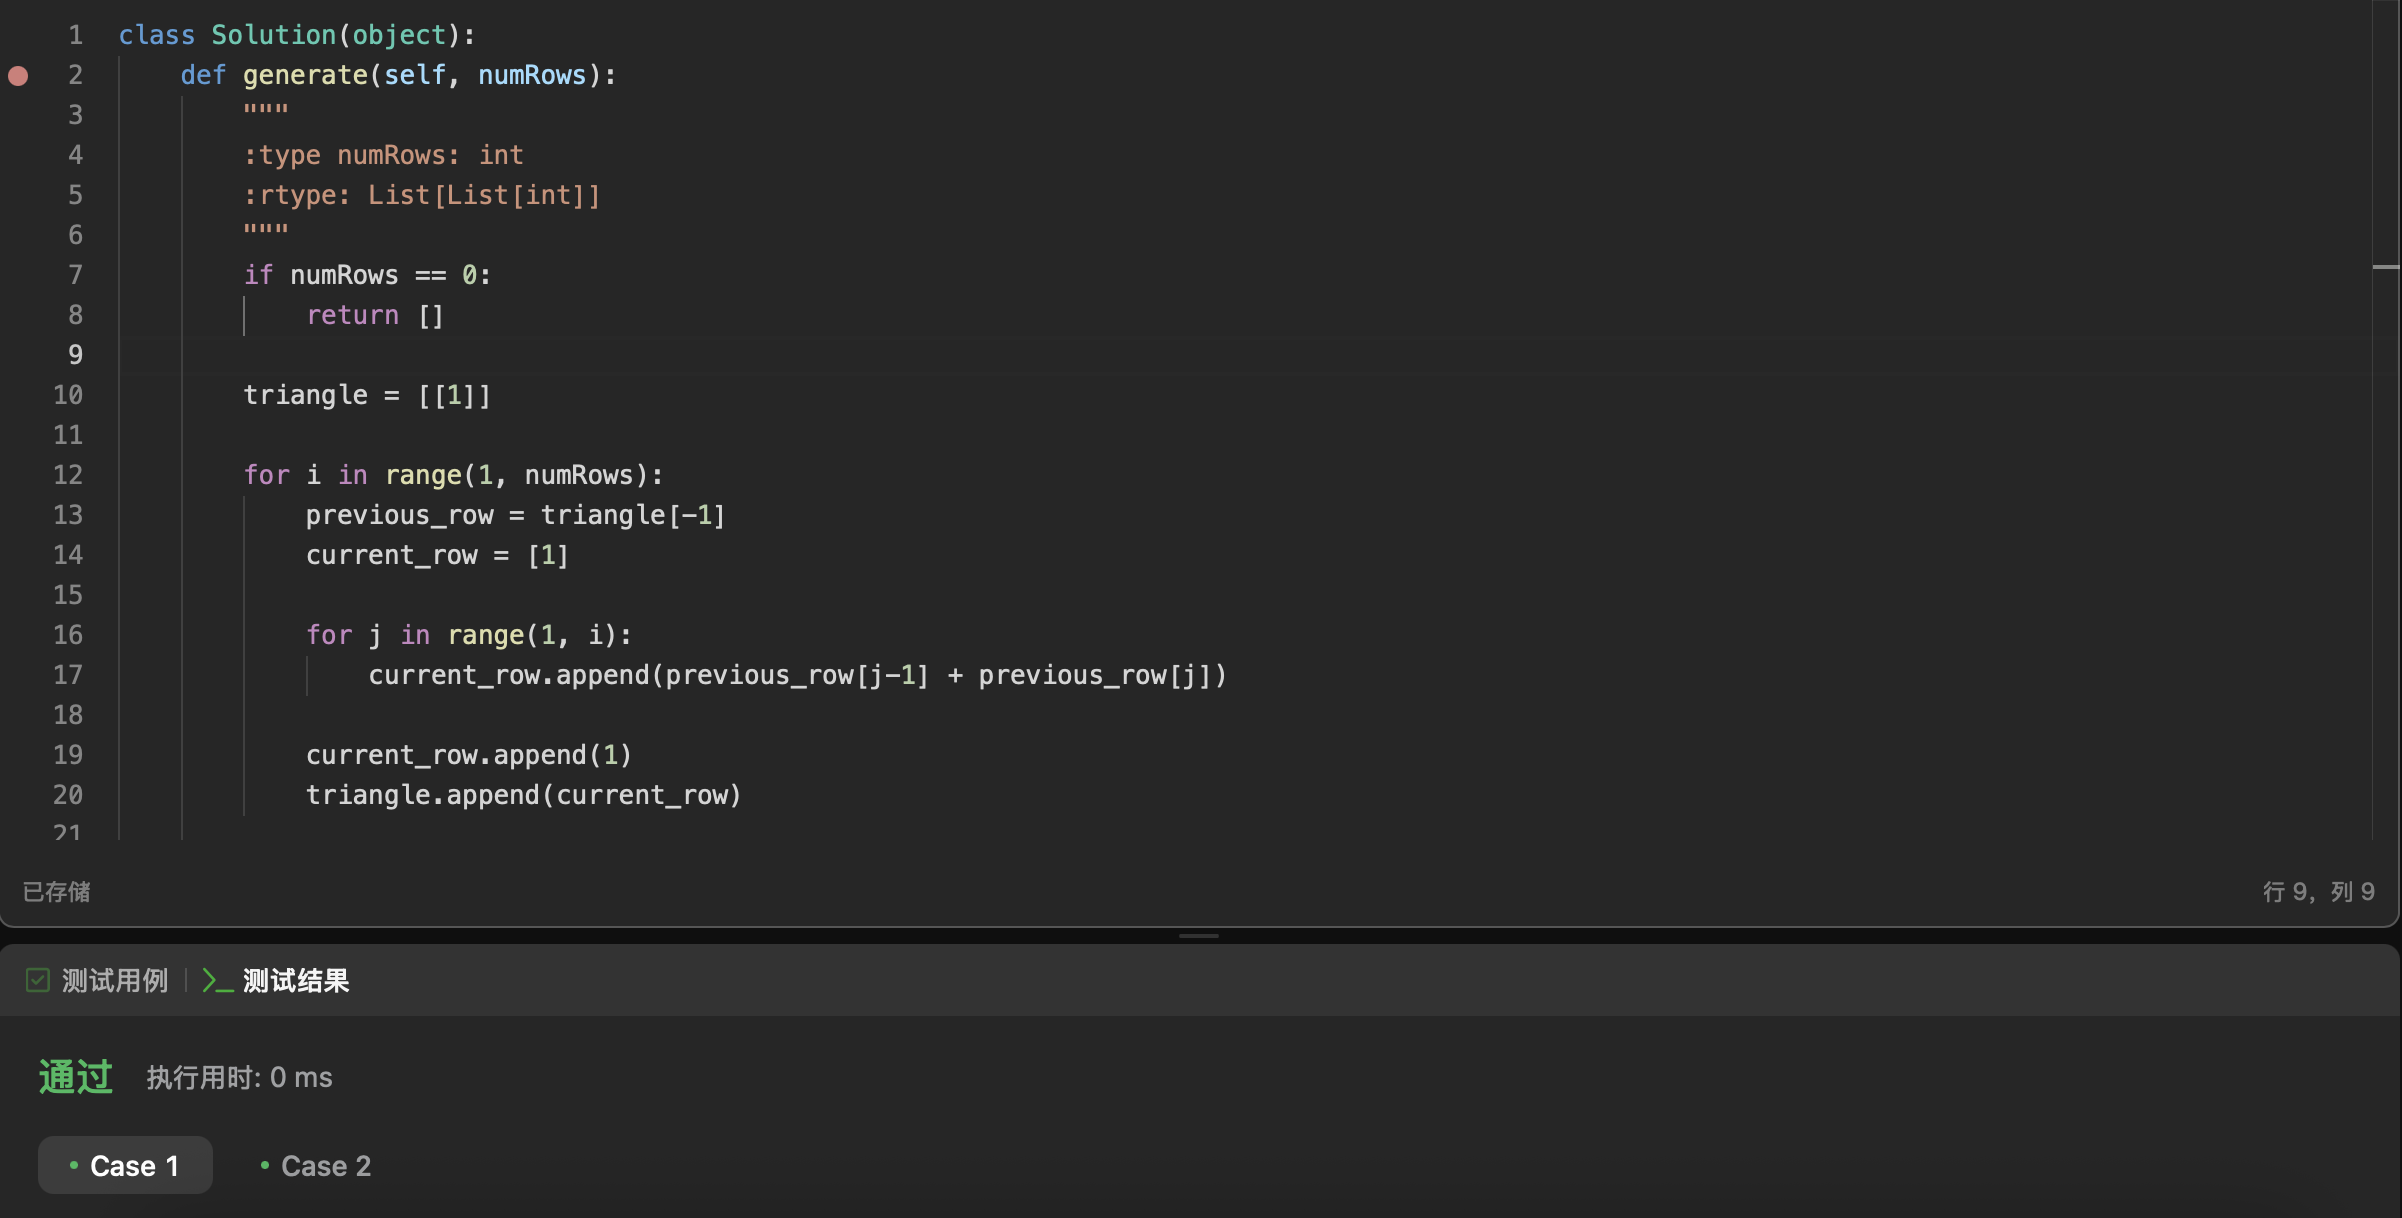 1 class Solution(object):
2     def generate(self, numRows):
3         """
4         :type numRows: int
5         :rtype: List[List[int]]
6         """
7         if numRows == 0:
8             return []
9
10         triangle = [[1]]
11
12         for i in range(1, numRows):
13             previous_row = triangle[-1]
14             current_row = [1]
15
16             for j in range(1, i):
17                 current_row.append(previous_row[j-1] + previous_row[j])
18
19             current_row.append(1)
20             triangle.append(current_row)
21
已存储 行 9, 列 9
测试用例 测试结果
通过 执行用时: 0 ms
Case 1 Case 2